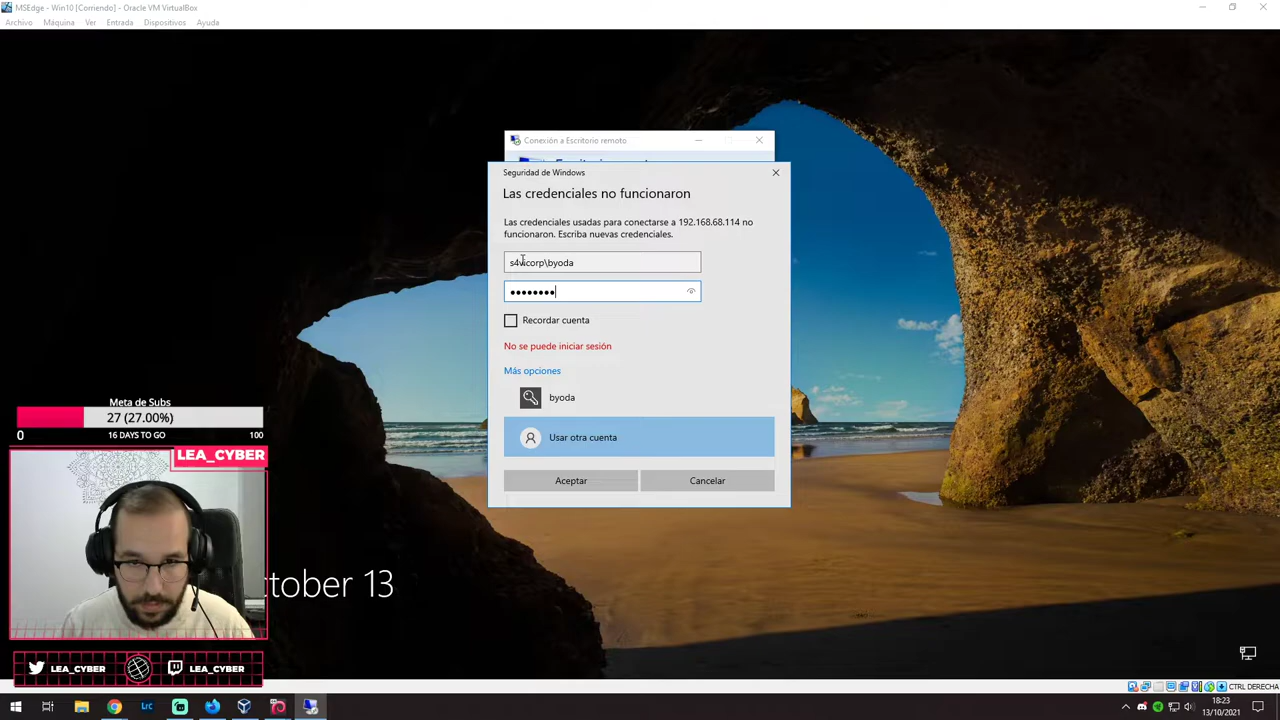 MSEdge - Win10 [Corriendo] - Oracle VM VirtualBox
Archivo Máquina Ver Entrada Dispositivos Ayuda
Conexión a Escritorio remoto
Seguridad de Windows
Las credenciales no funcionaron
Las credenciales usadas para conectarse a 192.168.68.114 no
funcionaron. Escriba nuevas credenciales.
s4vicorp\byoda
••••••••
Recordar cuenta
No se puede iniciar sesión
Más opciones
byoda
Usar otra cuenta
Aceptar Cancelar
Meta de Subs
27 (27.00%)
0 16 DAYS TO GO 100
LEA_CYBER
tober 13
LEA_CYBER LEA_CYBER
CTRL DERECHA
Lrc
18:23
13/10/2021